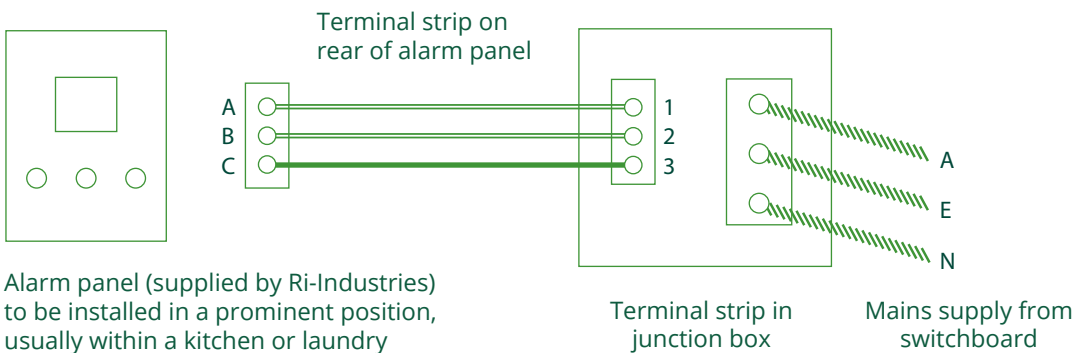 Terminal strip on
rear of alarm panel
A
B
C
1
2
3
A
E
N
Alarm panel (supplied by Ri-Industries)
to be installed in a prominent position,
usually within a kitchen or laundry
Terminal strip in
junction box
Mains supply from
switchboard